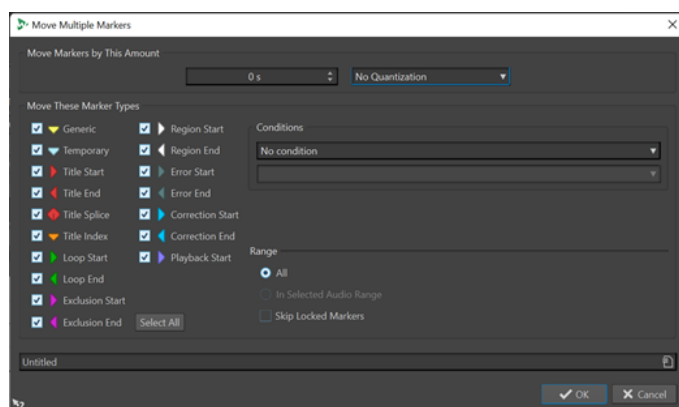 Move Multiple Markers
Move Markers by This Amount
0 s
No Quantization
Move These Marker Types
Generic
Region Start
Temporary
Region End
Title Start
Error Start
Title End
Error End
Title Splice
Correction Start
Title Index
Correction End
Loop Start
Playback Start
Loop End
Exclusion Start
Exclusion End
Select All
Conditions
No condition
Range
All
In Selected Audio Range
Skip Locked Markers
Untitled
OK
Cancel